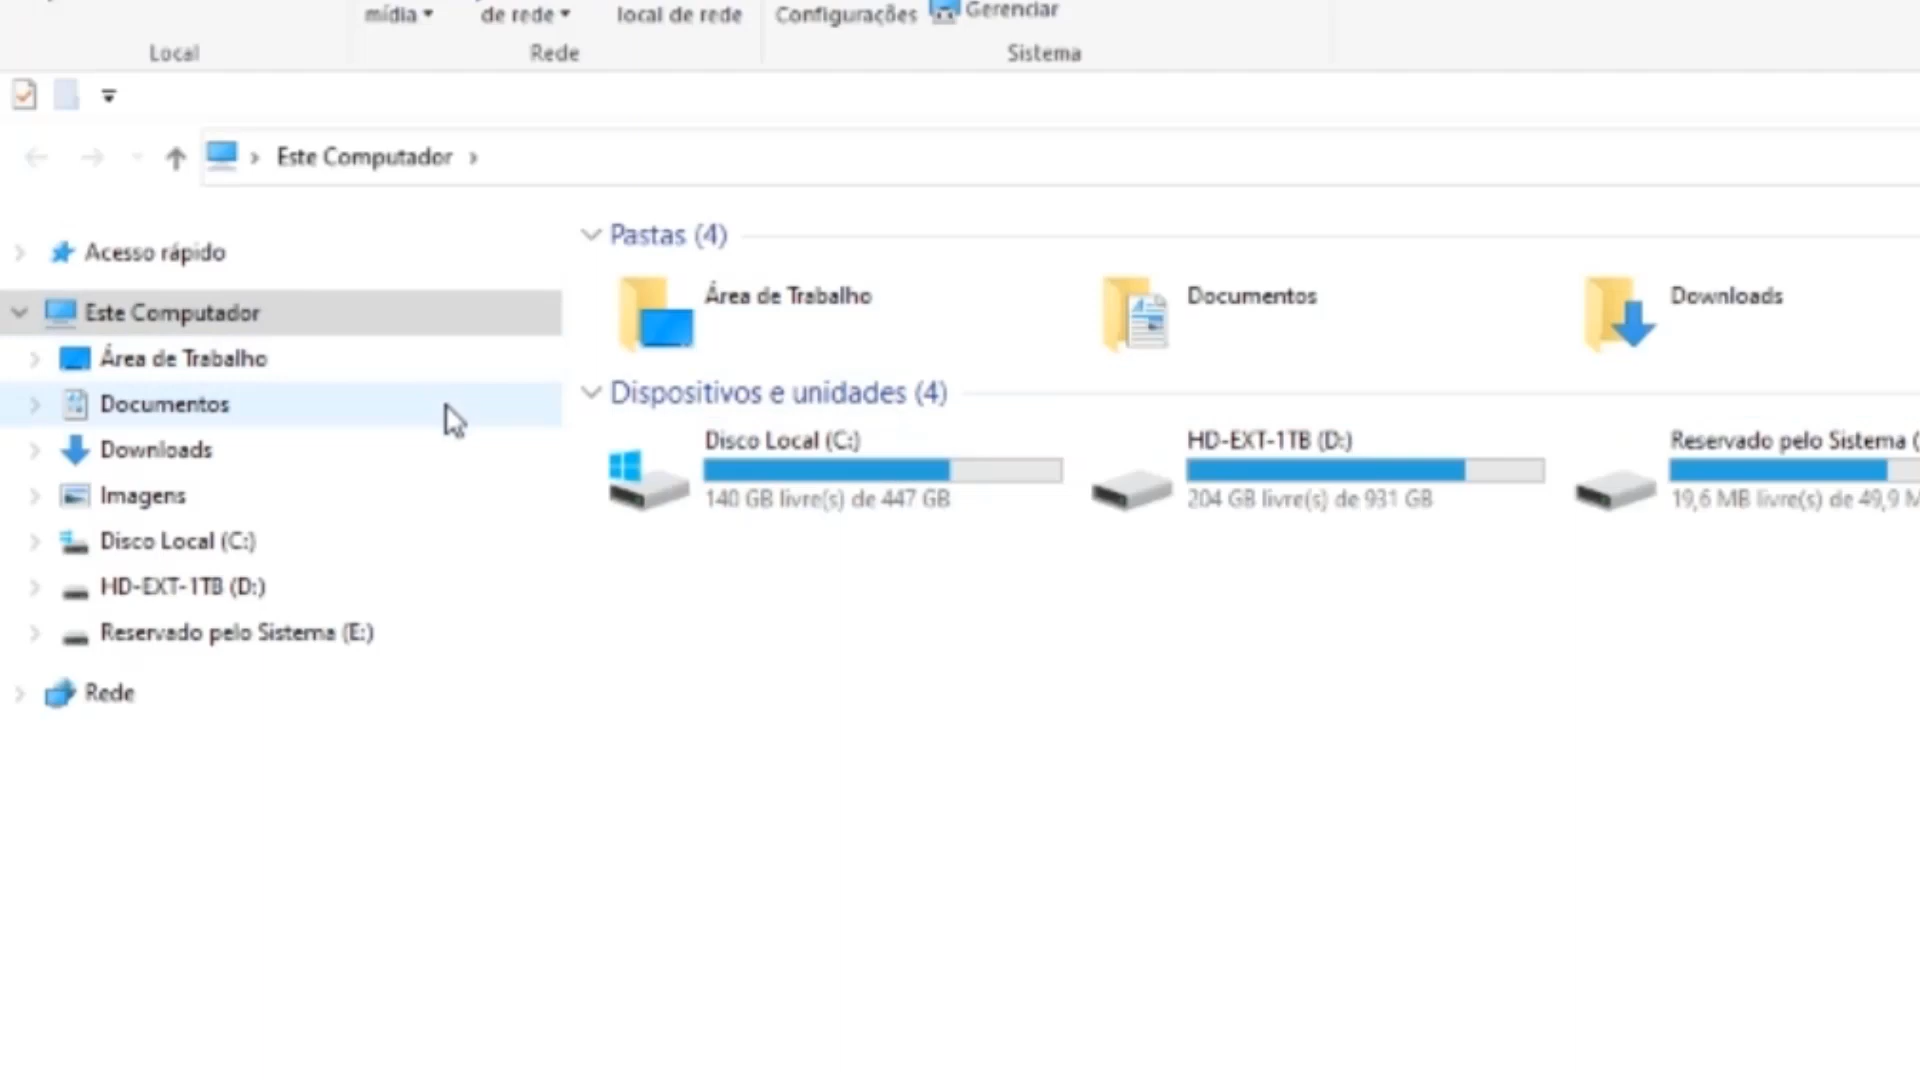 mídia de rede local de rede Configurações Gerenciar
Local Rede Sistema
Este Computador
Acesso rápido
Este Computador
Área de Trabalho
Documentos
Downloads
Imagens
Disco Local (C:)
HD-EXT-1TB (D:)
Reservado pelo Sistema (E:)
Rede
Pastas (4)
Área de Trabalho Documentos Downloads
Dispositivos e unidades (4)
Disco Local (C:) HD-EXT-1TB (D:) Reservado pelo Sistema (
140 GB livre(s) de 447 GB 204 GB livre(s) de 931 GB 19,6 MB livre(s) de 49,9 M